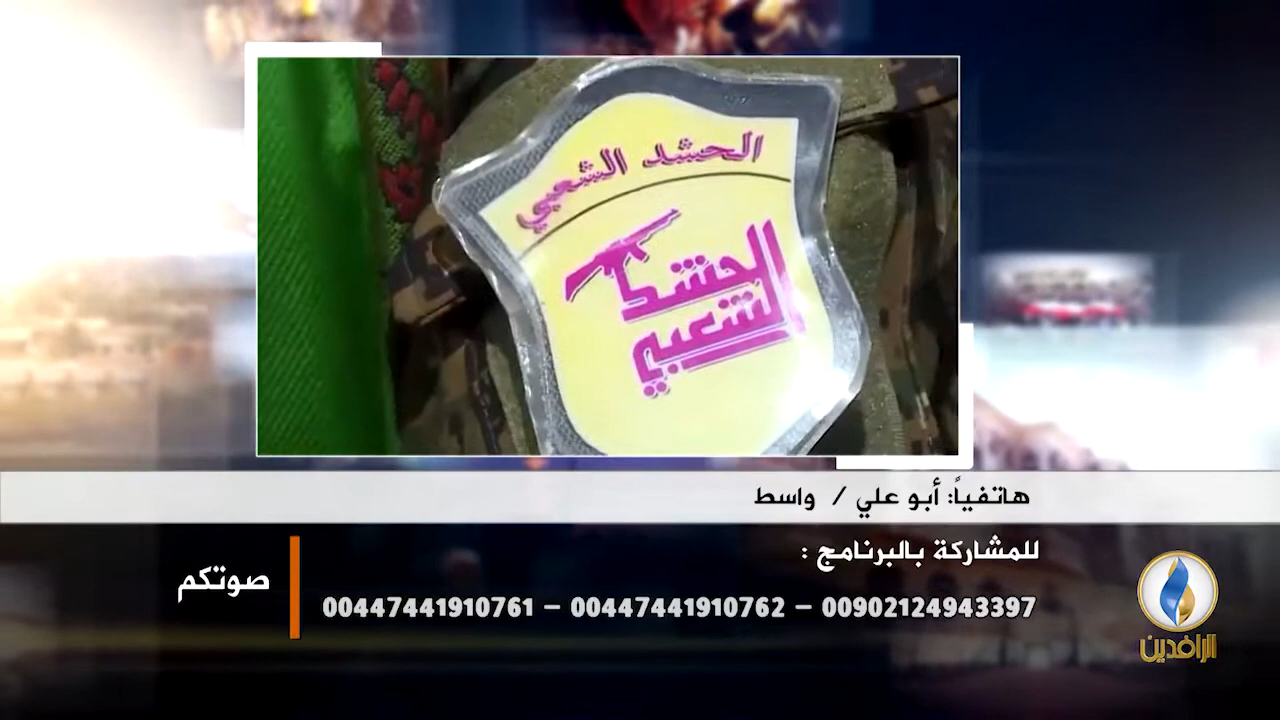 الحشد الشعبي
الحشد
الشعبي
هاتفياً: أبو علي / واسط
للمشاركة بالبرنامج :
صوتكم
00447441910761 – 00447441910762 – 00902124943397
الرافدين